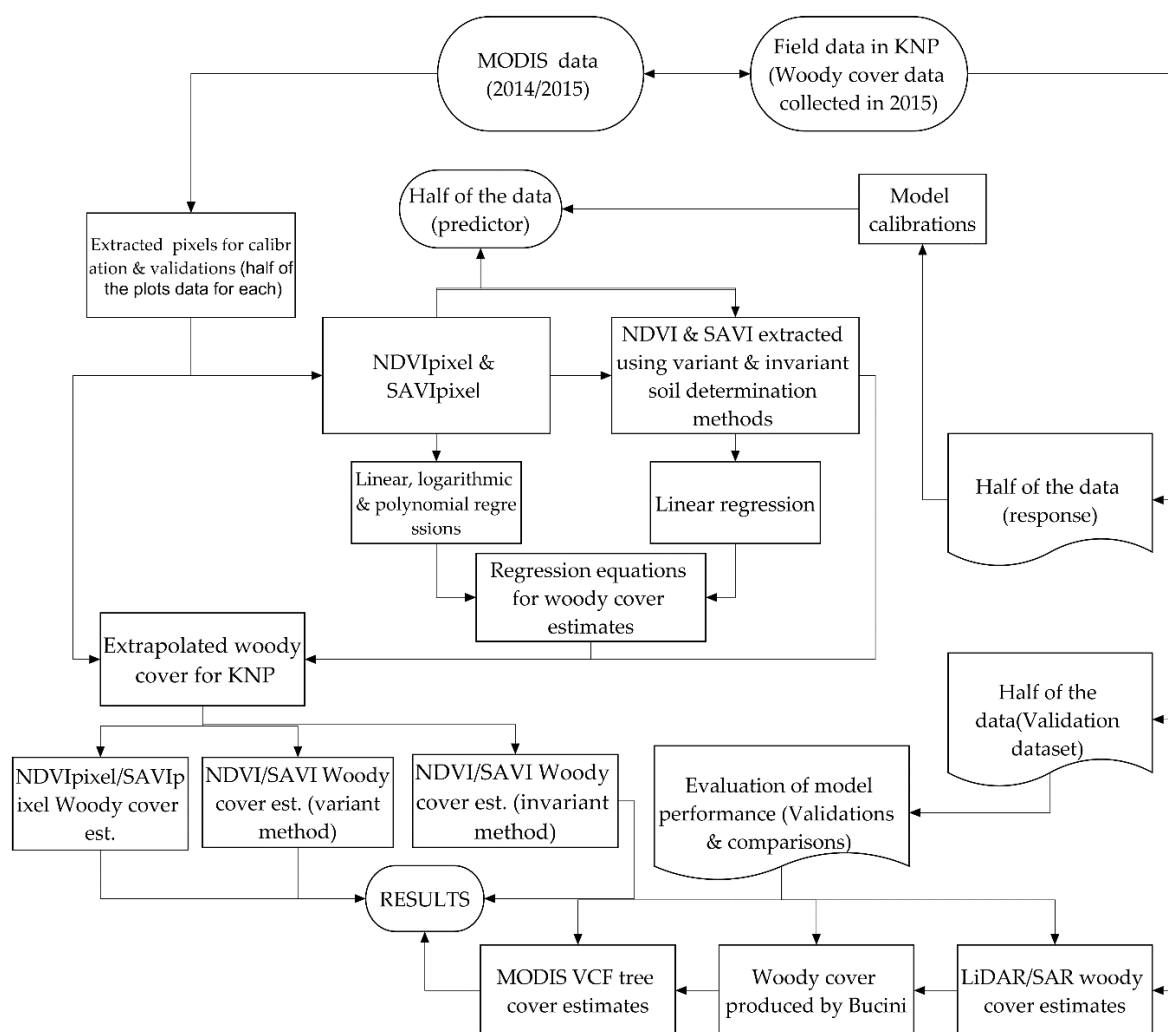 MODIS data
(2014/2015)
Field data in KNP
(Woody cover data
collected in 2015)
Half of the data
(predictor)
Model
calibrations
Extracted pixels for calibr
ation & validations (half of
the plots data for each)
NDVIpixel &
SAVIpixel
NDVI & SAVI extracted
using variant & invariant
soil determination
methods
Linear, logarithmic
& polynomial regre
ssions
Linear regression
Half of the data
(response)
Regression equations
for woody cover
estimates
Extrapolated woody
cover for KNP
Half of the
data(Validation
dataset)
NDVIpixel/SAVIp
ixel Woody cover
est.
NDVI/SAVI Woody
cover est. (variant
method)
NDVI/SAVI Woody
cover est. (invariant
method)
Evaluation of model
performance (Validations
& comparisons)
RESULTS
MODIS VCF tree
cover estimates
Woody cover
produced by Bucini
LiDAR/SAR woody
cover estimates